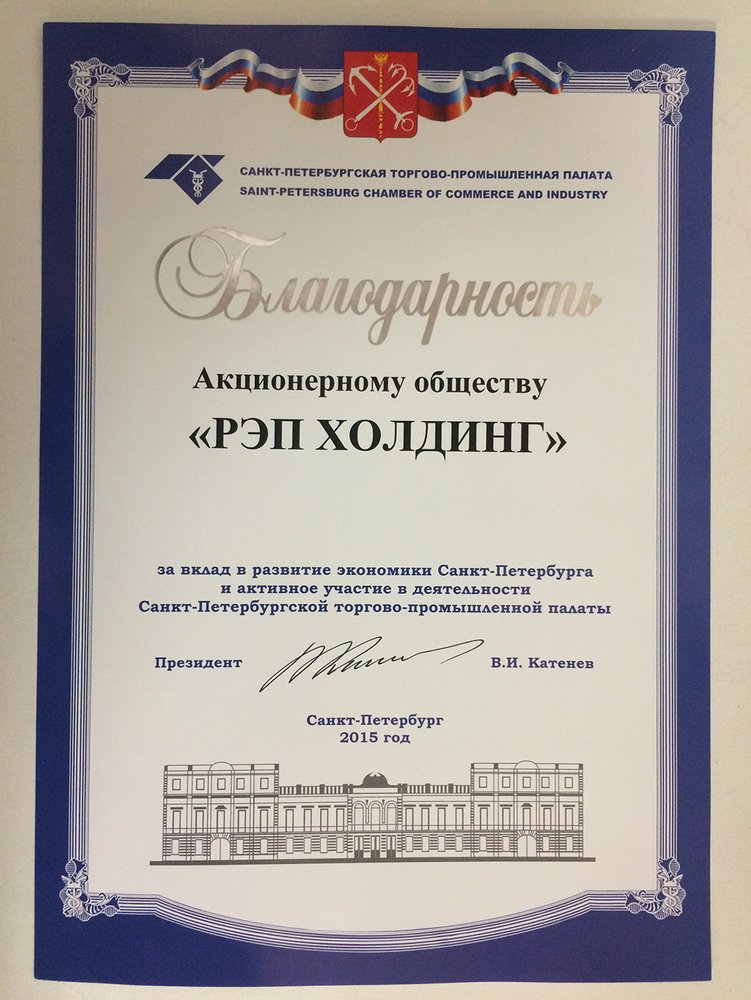 САНКТ-ПЕТЕРБУРГСКАЯ ТОРГОВО-ПРОМЫШЛЕННАЯ ПАЛАТА
SAINT-PETERSBURG CHAMBER OF COMMERCE AND INDUSTRY
Благодарность
Акционерному обществу
«РЭП ХОЛДИНГ»
за вклад в развитие экономики Санкт-Петербурга
и активное участие в деятельности
Санкт-Петербургской торгово-промышленной палаты
Президент В.И. Катенев
Санкт-Петербург
2015 год